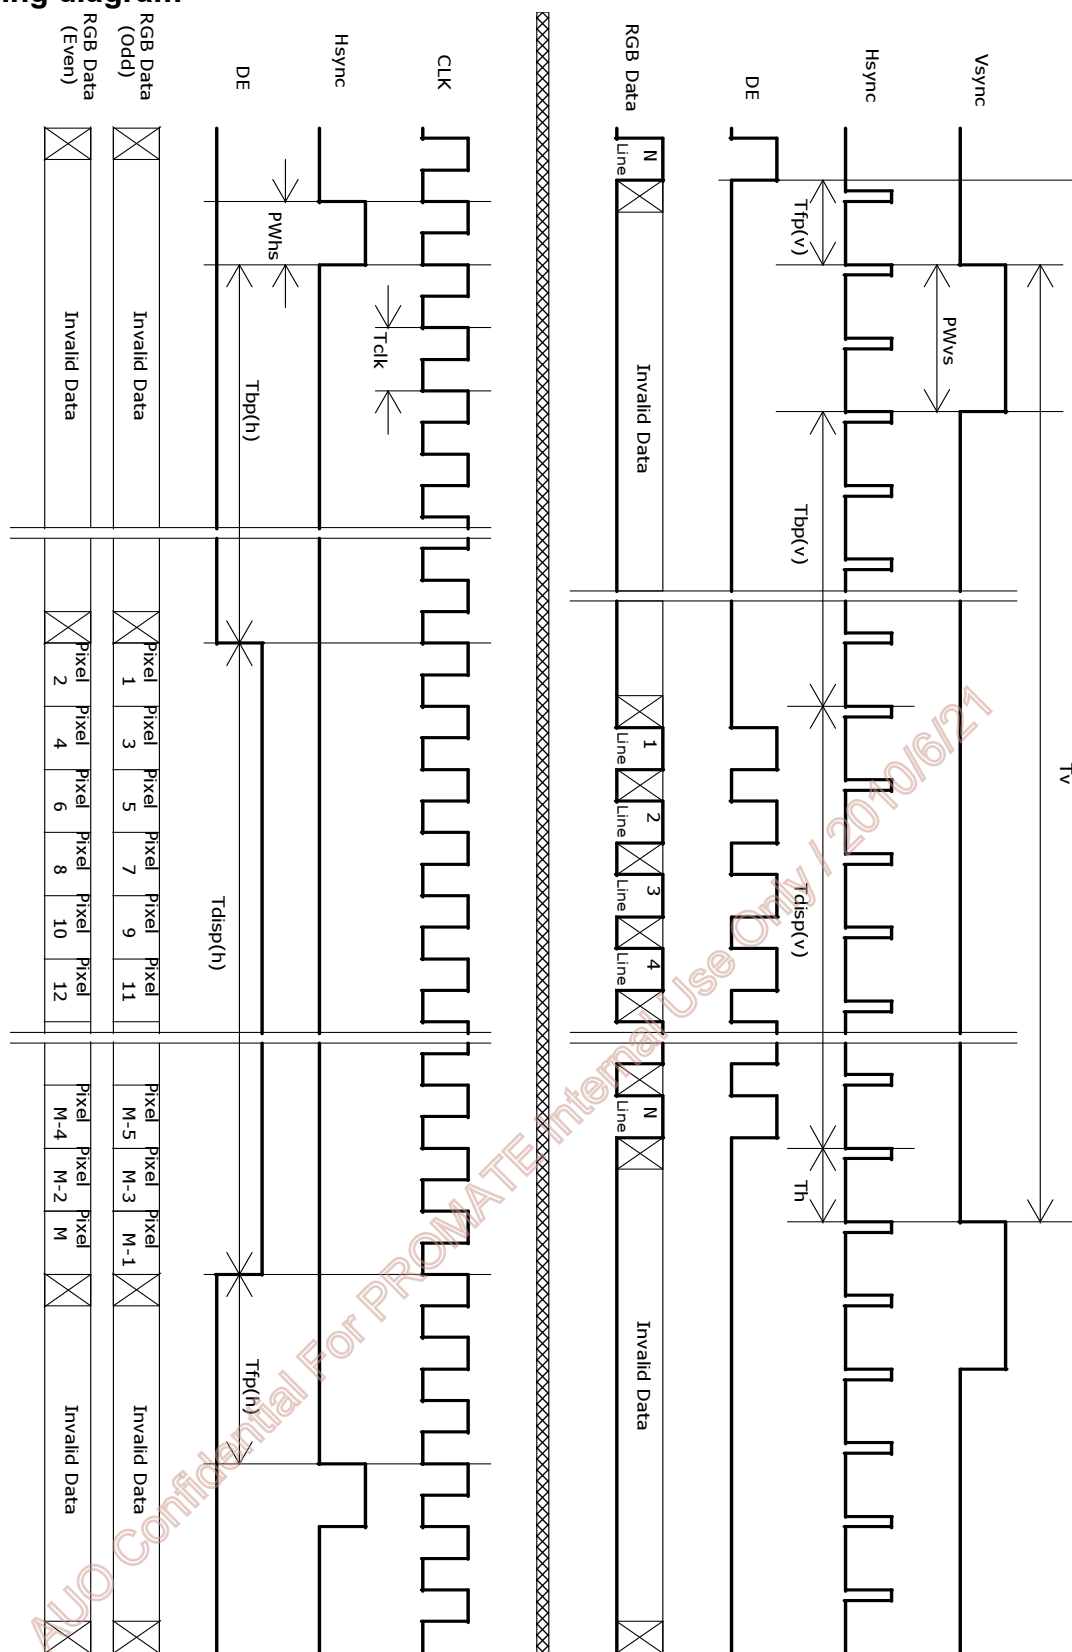 ing diagram
Vsync
Tv
PWvs
Hsync
Tfp(v)
Tbp(v)
Tdisp(v)
Th
DE
RGB Data
Line N
Invalid Data
Line 1
Line 2
Line 3
Line 4
Line N
Invalid Data
CLK
Tclk
Hsync
PWhs
DE
Tbp(h)
Tdisp(h)
Tfp(h)
RGB Data
(Odd)
Invalid Data
Pixel 1
Pixel 3
Pixel 5
Pixel 7
Pixel 9
Pixel 11
Pixel M-5
Pixel M-3
Pixel M-1
Invalid Data
RGB Data
(Even)
Invalid Data
Pixel 2
Pixel 4
Pixel 6
Pixel 8
Pixel 10
Pixel 12
Pixel M-4
Pixel M-2
Pixel M
Invalid Data
AUO Confidential For PROMATE Internal Use Only / 2010/6/21